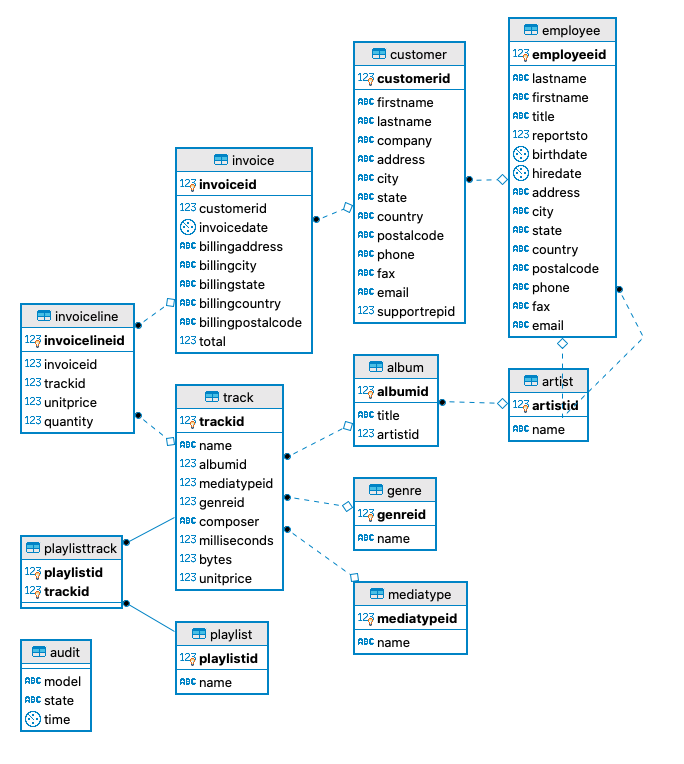 employee
123 employeeid
ABC lastname
ABC firstname
ABC title
123 reportsto
birthdate
hiredate
ABC address
ABC city
ABC state
ABC country
ABC postalcode
ABC phone
ABC fax
ABC email
customer
123 customerid
ABC firstname
ABC lastname
ABC company
ABC address
ABC city
ABC state
ABC country
ABC postalcode
ABC phone
ABC fax
ABC email
123 supportrepid
invoice
123 invoiceid
123 customerid
invoicedate
ABC billingaddress
ABC billingcity
ABC billingstate
ABC billingcountry
ABC billingpostalcode
123 total
invoiceline
123 invoicelineid
123 invoiceid
123 trackid
123 unitprice
123 quantity
track
123 trackid
ABC name
123 albumid
123 mediatypeid
123 genreid
ABC composer
123 milliseconds
123 bytes
123 unitprice
album
123 albumid
ABC title
123 artistid
artist
123 artistid
ABC name
genre
123 genreid
ABC name
mediatype
123 mediatypeid
ABC name
playlisttrack
123 playlistid
123 trackid
playlist
123 playlistid
ABC name
audit
ABC model
ABC state
time